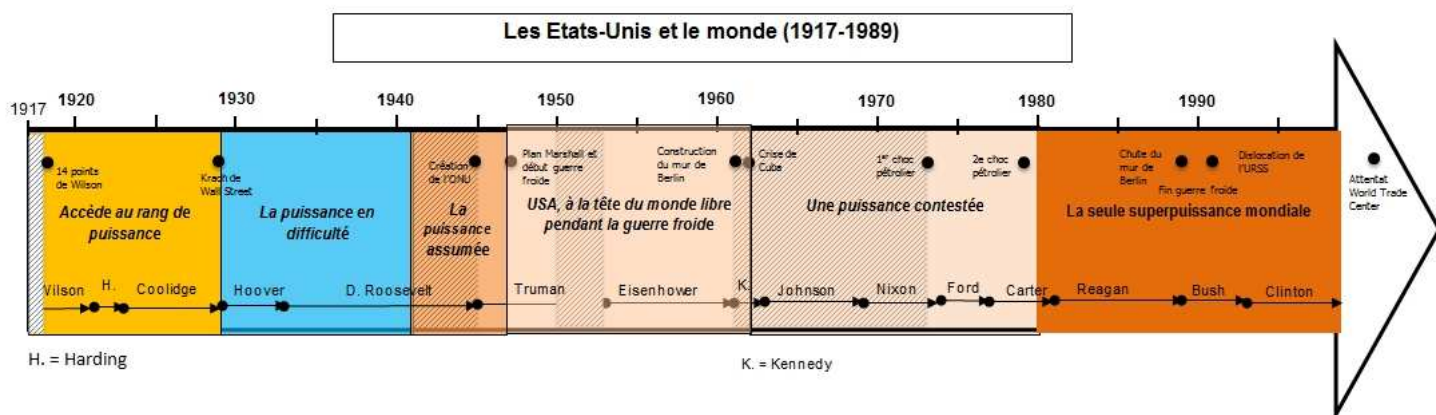 Les Etats-Unis et le monde (1917-1989)
1917 1920 1930 1940 1950 1960 1970 1980 1990
14 points
de Wilson
Krach de
Wall Street
Création
de l'ONU
Plan Marshall et
début guerre
froide
Construction
du mur de
Berlin
Crise de
Cuba
1er choc
pétrolier
2e choc
pétrolier
Chute du
mur de
Berlin
Fin guerre froide
Dislocation de
l'URSS
Attentat
World Trade
Center
Accède au rang de
puissance
La puissance en
difficulté
La
puissance
assumée
USA, à la tête du monde libre
pendant la guerre froide
Une puissance contestée
La seule superpuissance mondiale
Wilson H. Coolidge Hoover D. Roosevelt Truman Eisenhower K. Johnson Nixon Ford Carter Reagan Bush Clinton
H. = Harding
K. = Kennedy